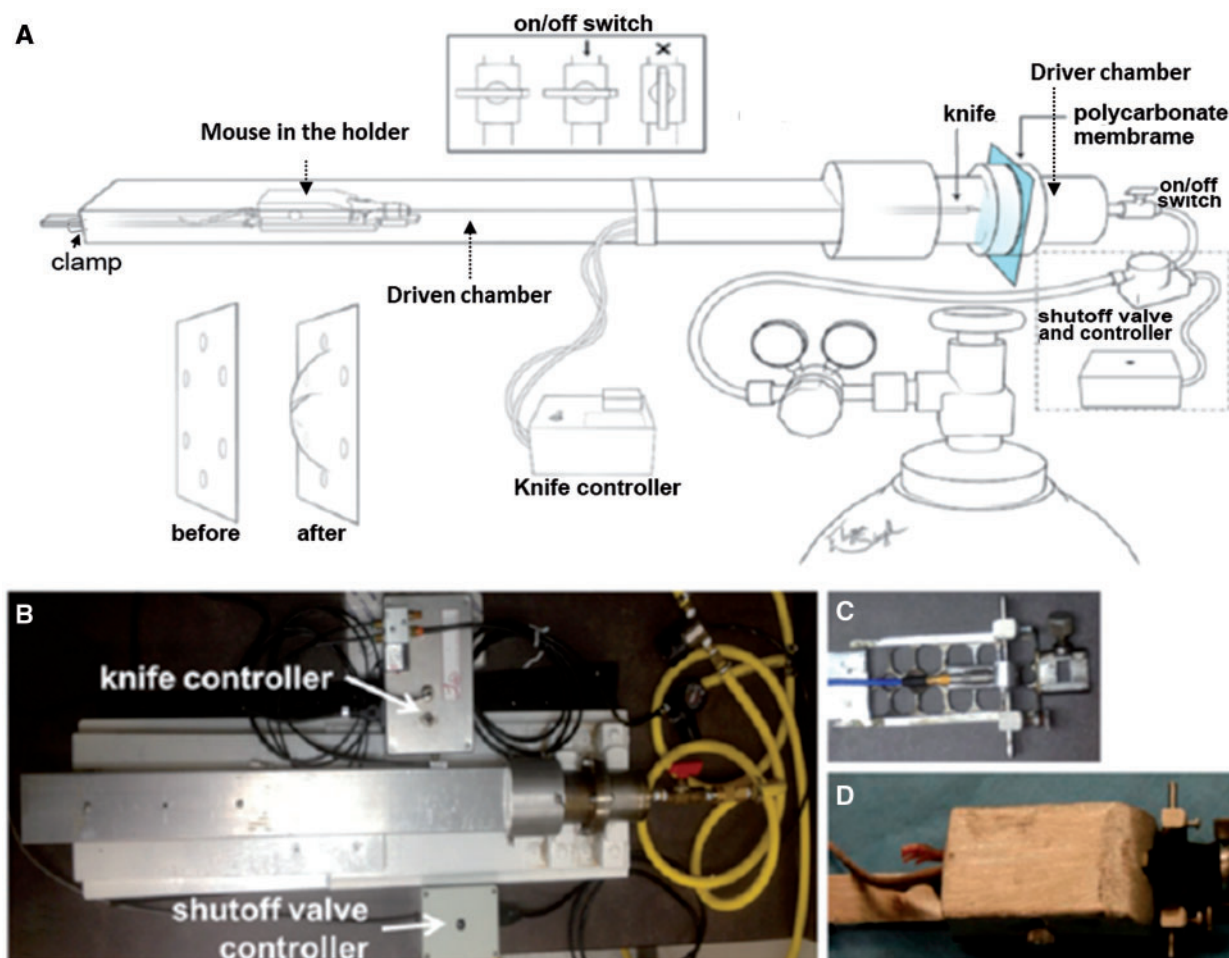 A
on/off switch
Mouse in the holder
Driver chamber
knife
polycarbonate
membrame
on/off
switch
clamp
Driven chamber
shutoff valve
and controller
Knife controller
before
after
B
knife controller
shutoff valve
controller
C
D